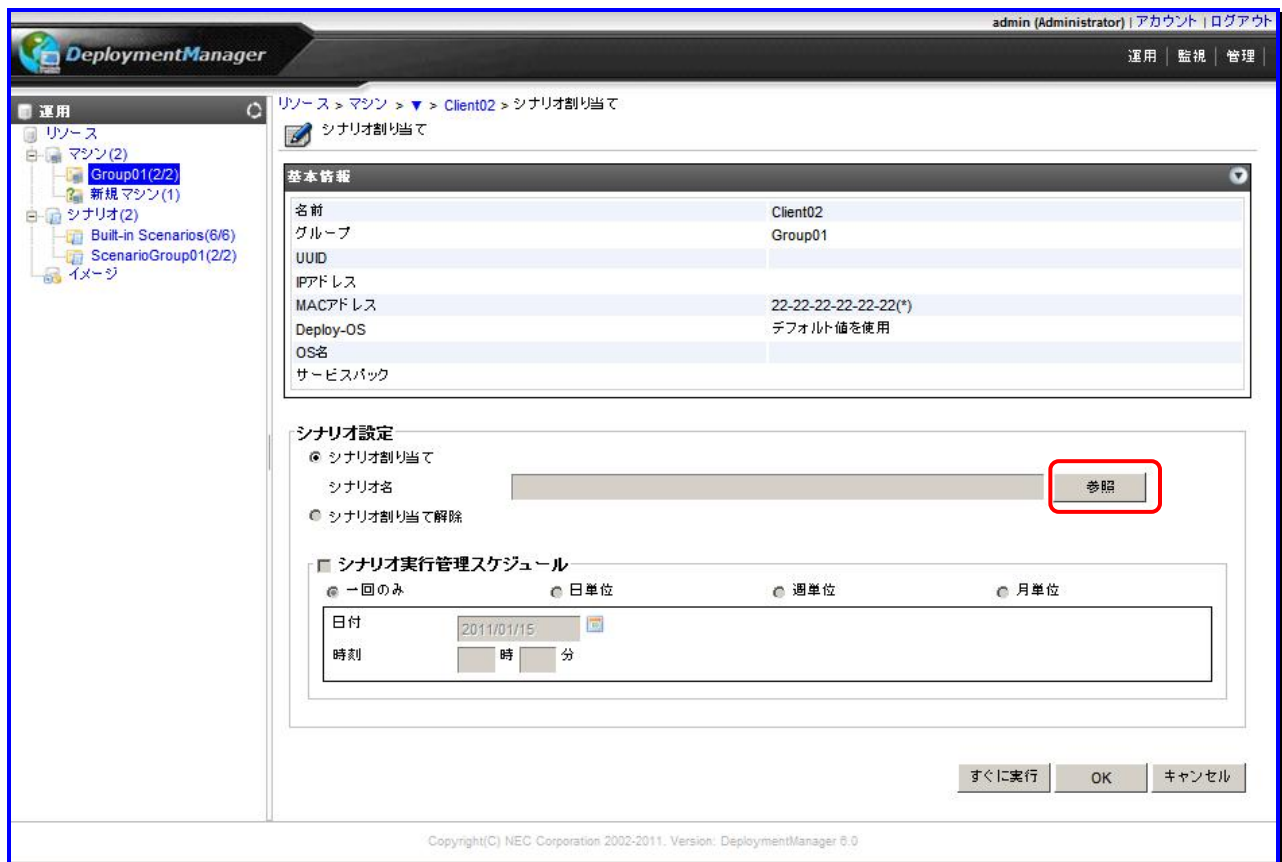 admin (Administrator) | アカウント | ログアウト
DeploymentManager
運用 | 監視 | 管理
運用
リソース
マシン(2)
Group01(2/2)
新規マシン(1)
シナリオ(2)
Built-in Scenarios(6/6)
ScenarioGroup01(2/2)
イメージ
リソース > マシン > ▼ > Client02 > シナリオ割り当て
シナリオ割り当て
基本情報
名前 Client02
グループ Group01
UUID
IPアドレス
MACアドレス 22-22-22-22-22-22(*)
Deploy-OS デフォルト値を使用
OS名
サービスパック
シナリオ設定
シナリオ割り当て
シナリオ名 参照
シナリオ割り当て解除
シナリオ実行管理スケジュール
一回のみ 日単位 週単位 月単位
日付 2011/01/15
時刻 時 分
すぐに実行 OK キャンセル
Copyright(C) NEC Corporation 2002-2011. Version: DeploymentManager 6.0